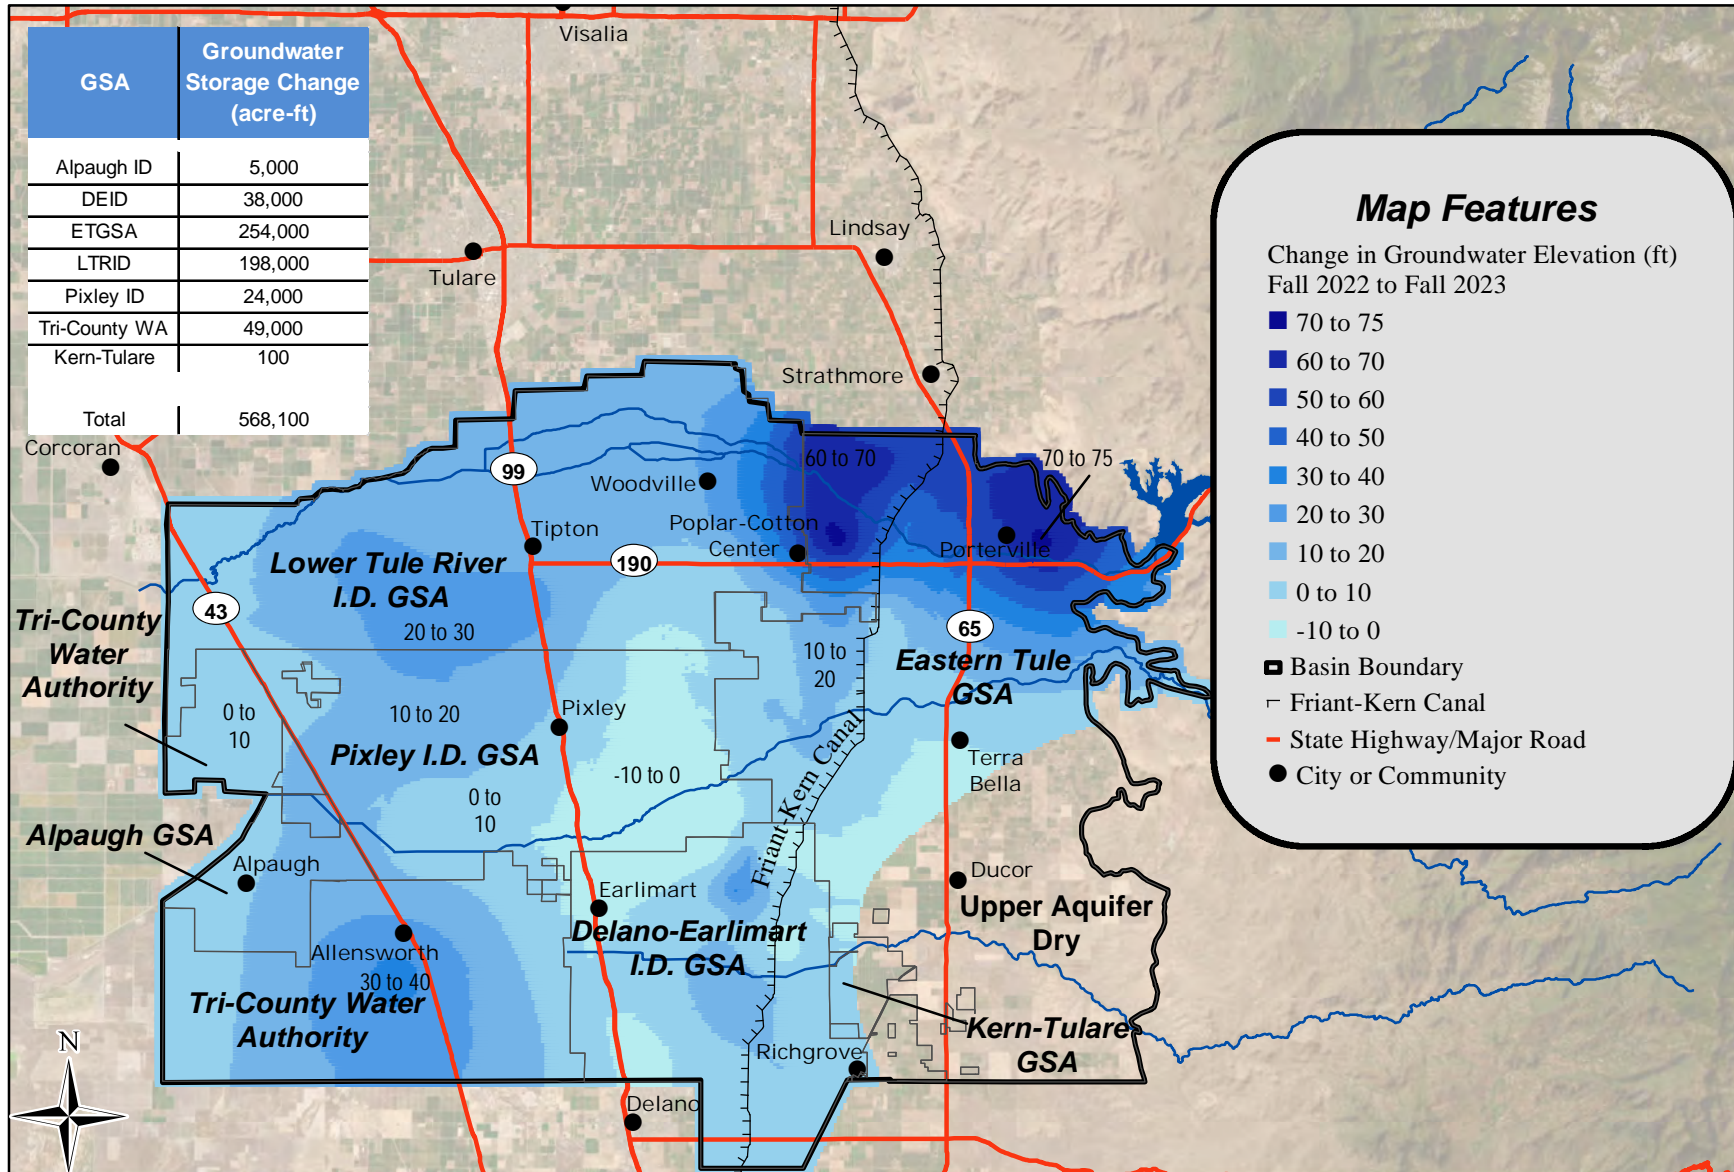 GSA
Groundwater
Storage Change
(acre-ft)
Alpaugh ID 5,000
DEID 38,000
ETGSA 254,000
LTRID 198,000
Pixley ID 24,000
Tri-County WA 49,000
Kern-Tulare 100
Total 568,100
Visalia
Lindsay
Tulare
Strathmore
Corcoran
99
Woodville
60 to 70
70 to 75
Tipton
Poplar-Cotton
Center
Porterville
190
Lower Tule River
I.D. GSA
20 to 30
43
65
Tri-County
Water
Authority
10 to
20
Eastern Tule
GSA
0 to
10
10 to 20
Pixley
Pixley I.D. GSA
-10 to 0
0 to
10
Friant-Kern Canal
Terra
Bella
Alpaugh GSA
Alpaugh
Earlimart
Ducor
Upper Aquifer
Dry
Delano-Earlimart
I.D. GSA
Allensworth
30 to 40
Tri-County Water
Authority
Kern-Tulare
GSA
Richgrove
Delano
N
Map Features
Change in Groundwater Elevation (ft)
Fall 2022 to Fall 2023
70 to 75
60 to 70
50 to 60
40 to 50
30 to 40
20 to 30
10 to 20
0 to 10
-10 to 0
Basin Boundary
Friant-Kern Canal
State Highway/Major Road
City or Community